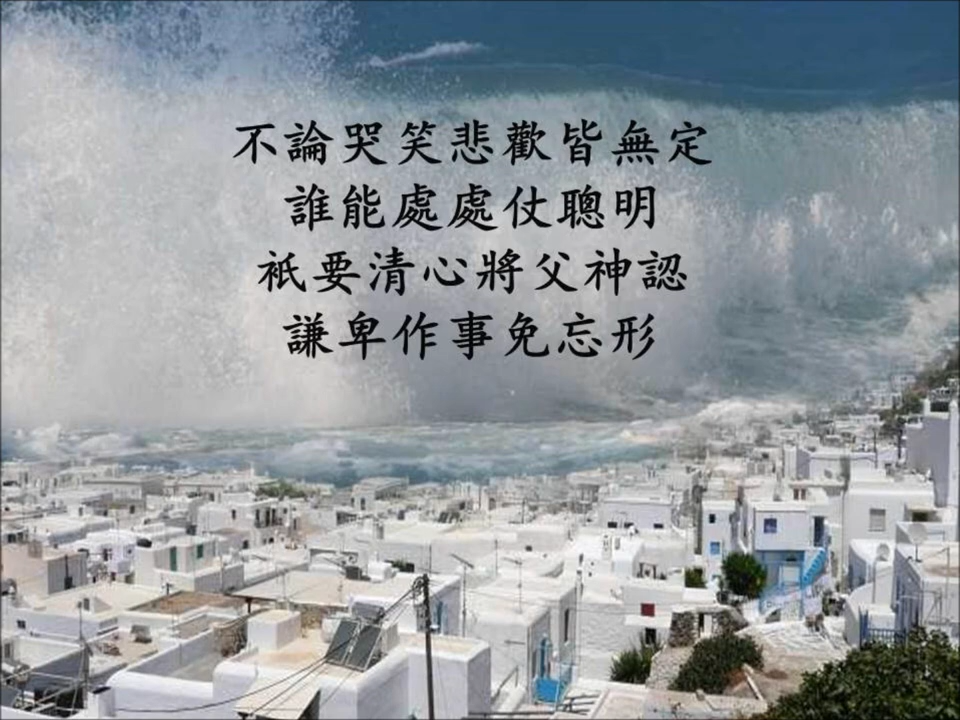 不論哭笑悲歡皆無定
誰能處處仗聰明
祇要清心將父神認
謙卑作事免忘形